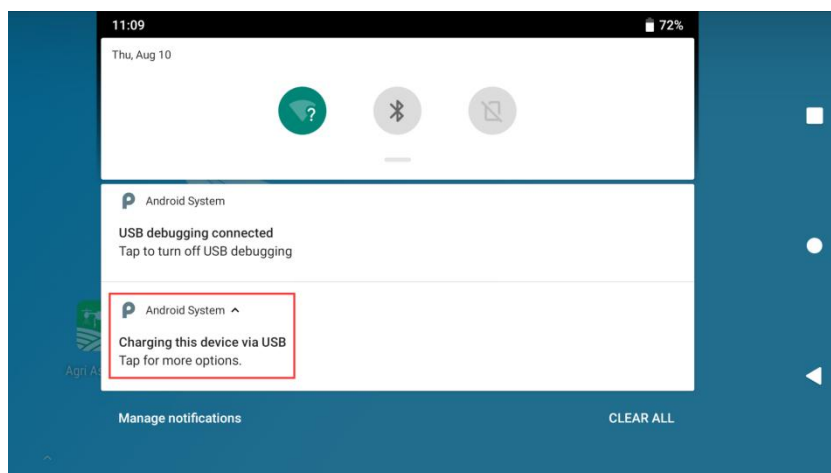 11:09
72%
Thu, Aug 10
?
Android System
USB debugging connected
Tap to turn off USB debugging
Android System
Charging this device via USB
Tap for more options.
Agri A
Manage notifications
CLEAR ALL